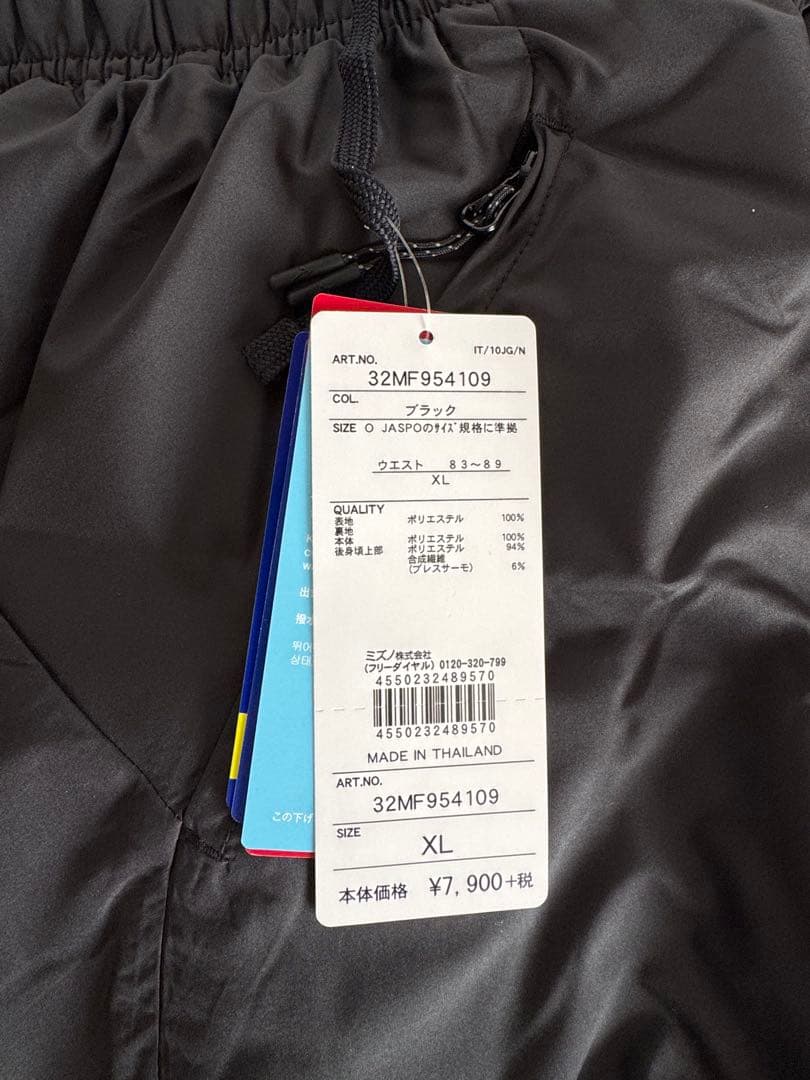 IT/10JG/N
ART.NO.
32MF954109
COL.
ブラック
SIZE O JASPOのｻｲｽﾞ規格に準拠
ウエスト 83～89
XL
QUALITY
表地 ポリエステル 100%
裏地
本体 ポリエステル 100%
後身頃上部 ポリエステル 94%
合成繊維
(ブレスサーモ) 6%
ミズノ株式会社
(フリーダイヤル) 0120-320-799
4550232489570
4550232489570
MADE IN THAILAND
ART.NO.
32MF954109
SIZE
XL
本体価格 ¥7,900+税
この下げ